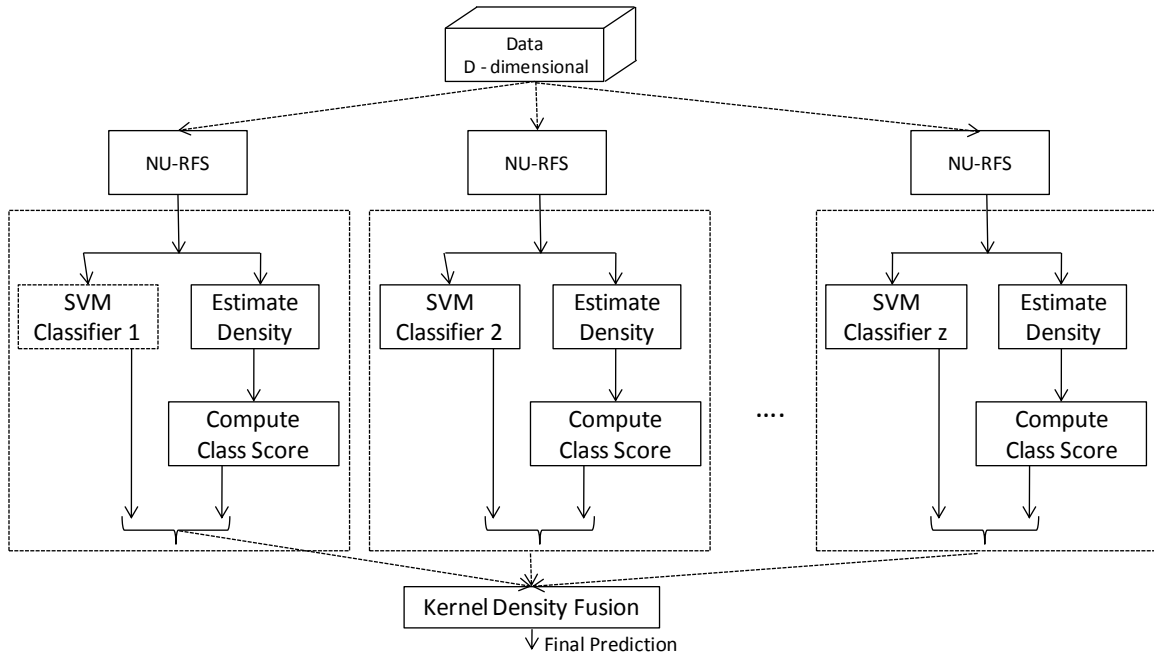 Data
D - dimensional
NU-RFS
NU-RFS
NU-RFS
SVM
Classifier 1
Estimate
Density
Compute
Class Score
SVM
Classifier 2
Estimate
Density
Compute
Class Score
....
SVM
Classifier z
Estimate
Density
Compute
Class Score
Kernel Density Fusion
Final Prediction